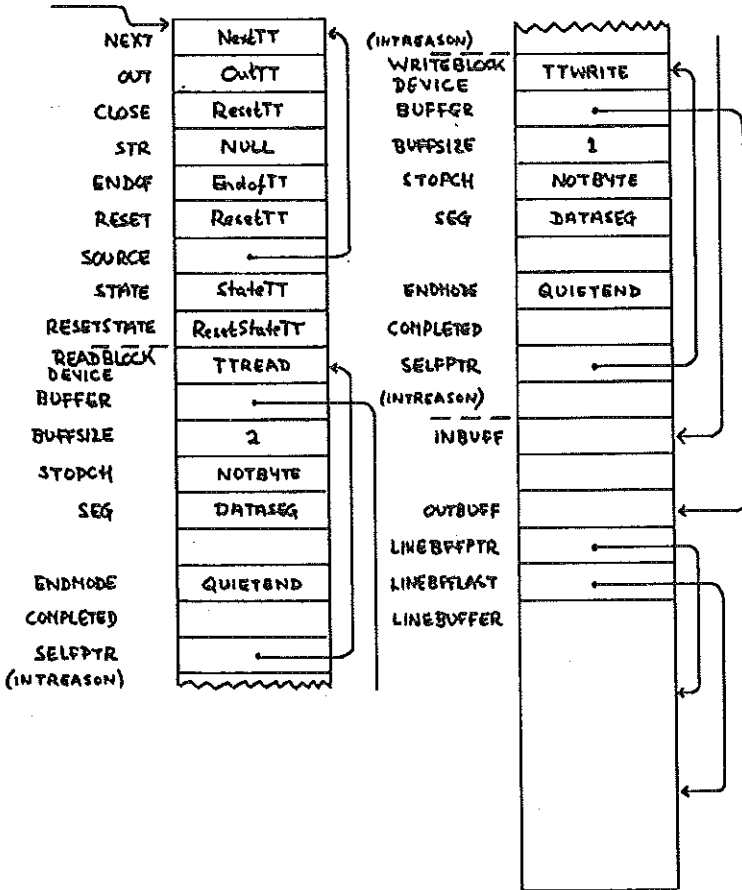 NEXT NextTT
OUT OutTT
CLOSE ResetTT
STR NULL
ENDOF EndofTT
RESET ResetTT
SOURCE
STATE StateTT
RESETSTATE ResetStateTT
READBLOCK
DEVICE TTREAD
BUFFER
BUFFSIZE 2
STOPCH NOTBYTE
SEG DATASEG
ENDMODE QUIETEND
COMPLETED
SELFPTR
(INTREASON)
(INTREASON)
WRITEBLOCK
DEVICE TTWRITE
BUFFER
BUFFSIZE 1
STOPCH NOTBYTE
SEG DATASEG
ENDMODE QUIETEND
COMPLETED
SELFPTR
(INTREASON)
INBUFF
OUTBUFF
LINEBFFPTR
LINEBFFLAST
LINEBUFFER